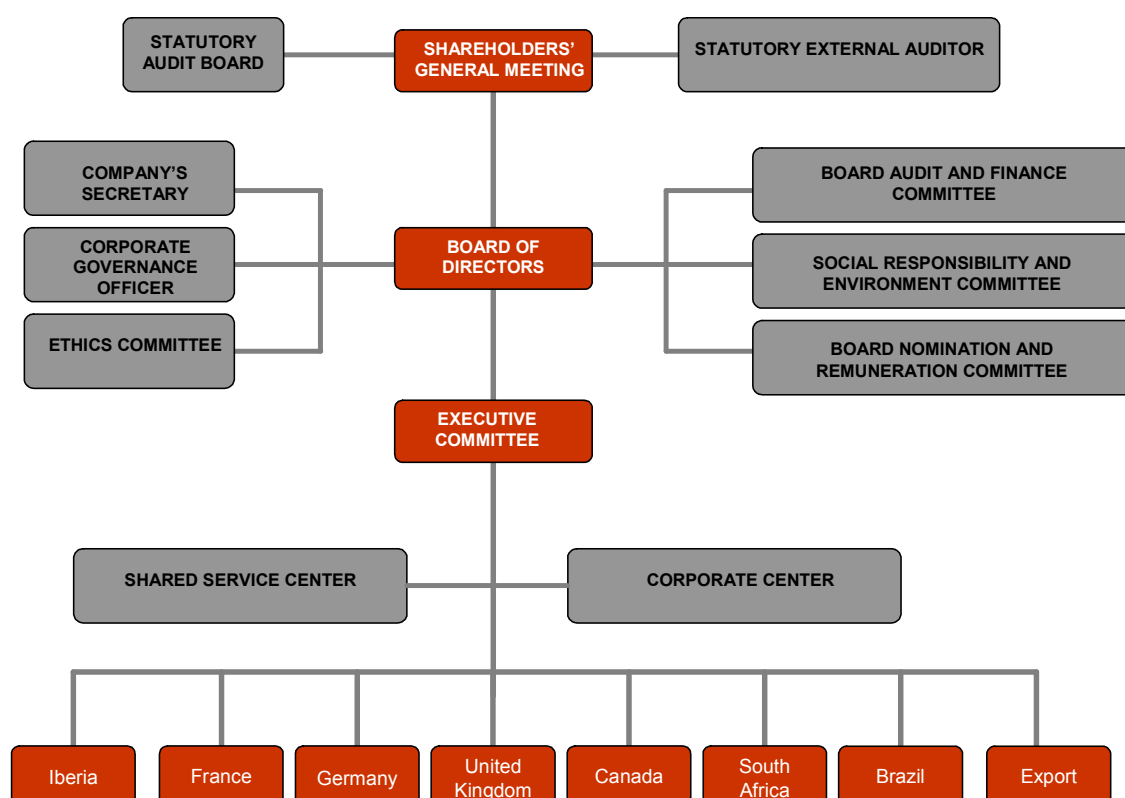 STATUTORY
AUDIT BOARD
SHAREHOLDERS'
GENERAL MEETING
STATUTORY EXTERNAL AUDITOR
COMPANY'S
SECRETARY
BOARD AUDIT AND FINANCE
COMMITTEE
CORPORATE
GOVERNANCE
OFFICER
BOARD OF
DIRECTORS
SOCIAL RESPONSIBILITY AND
ENVIRONMENT COMMITTEE
ETHICS COMMITTEE
BOARD NOMINATION AND
REMUNERATION COMMITTEE
EXECUTIVE
COMMITTEE
SHARED SERVICE CENTER
CORPORATE CENTER
Iberia
France
Germany
United
Kingdom
Canada
South
Africa
Brazil
Export